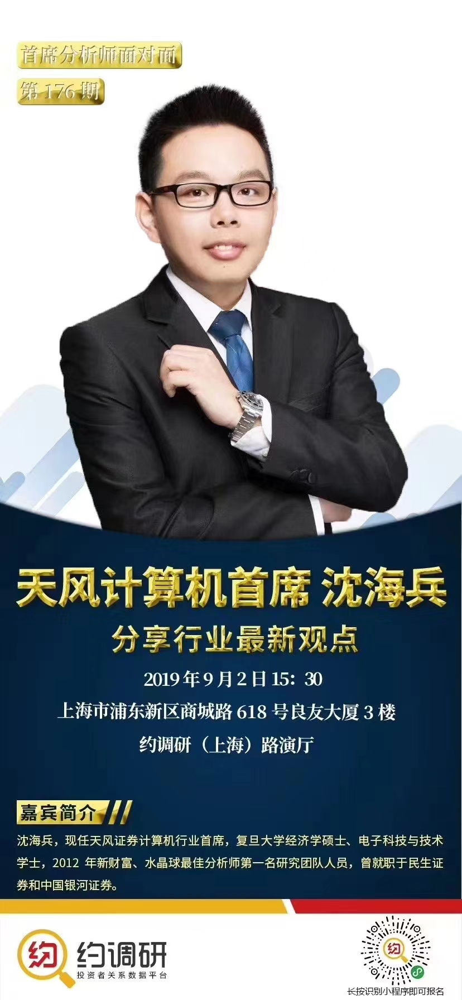 首席分析师面对面
第 176 期
天风计算机首席 沈海兵
分享行业最新观点
2019 年 9 月 2 日 15：30
上海市浦东新区商城路 618 号良友大厦 3 楼
约调研（上海）路演厅
嘉宾简介
沈海兵，现任天风证券计算机行业首席，复旦大学经济学硕士、电子科技与技术
学士，2012 年新财富、水晶球最佳分析师第一名研究团队人员，曾就职于民生证
券和中国银河证券。
约 约调研
投资者关系数据平台
约
长按识别小程序即可报名